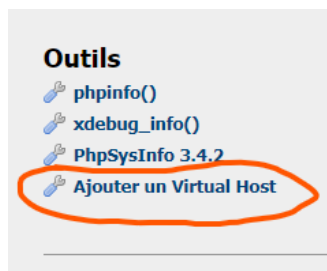 Outils
phpinfo()
xdebug_info()
PhpSysInfo 3.4.2
Ajouter un Virtual Host